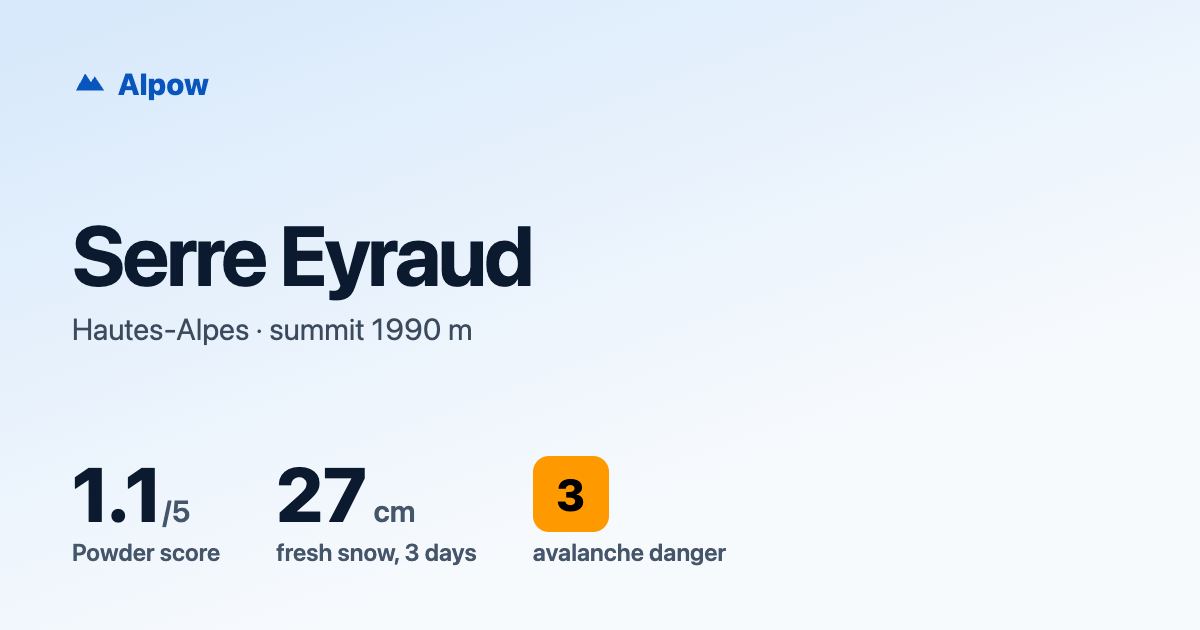 Alpow
Serre Eyraud
Hautes-Alpes · summit 1990 m
1.1/5
Powder score
27 cm
fresh snow, 3 days
3
avalanche danger